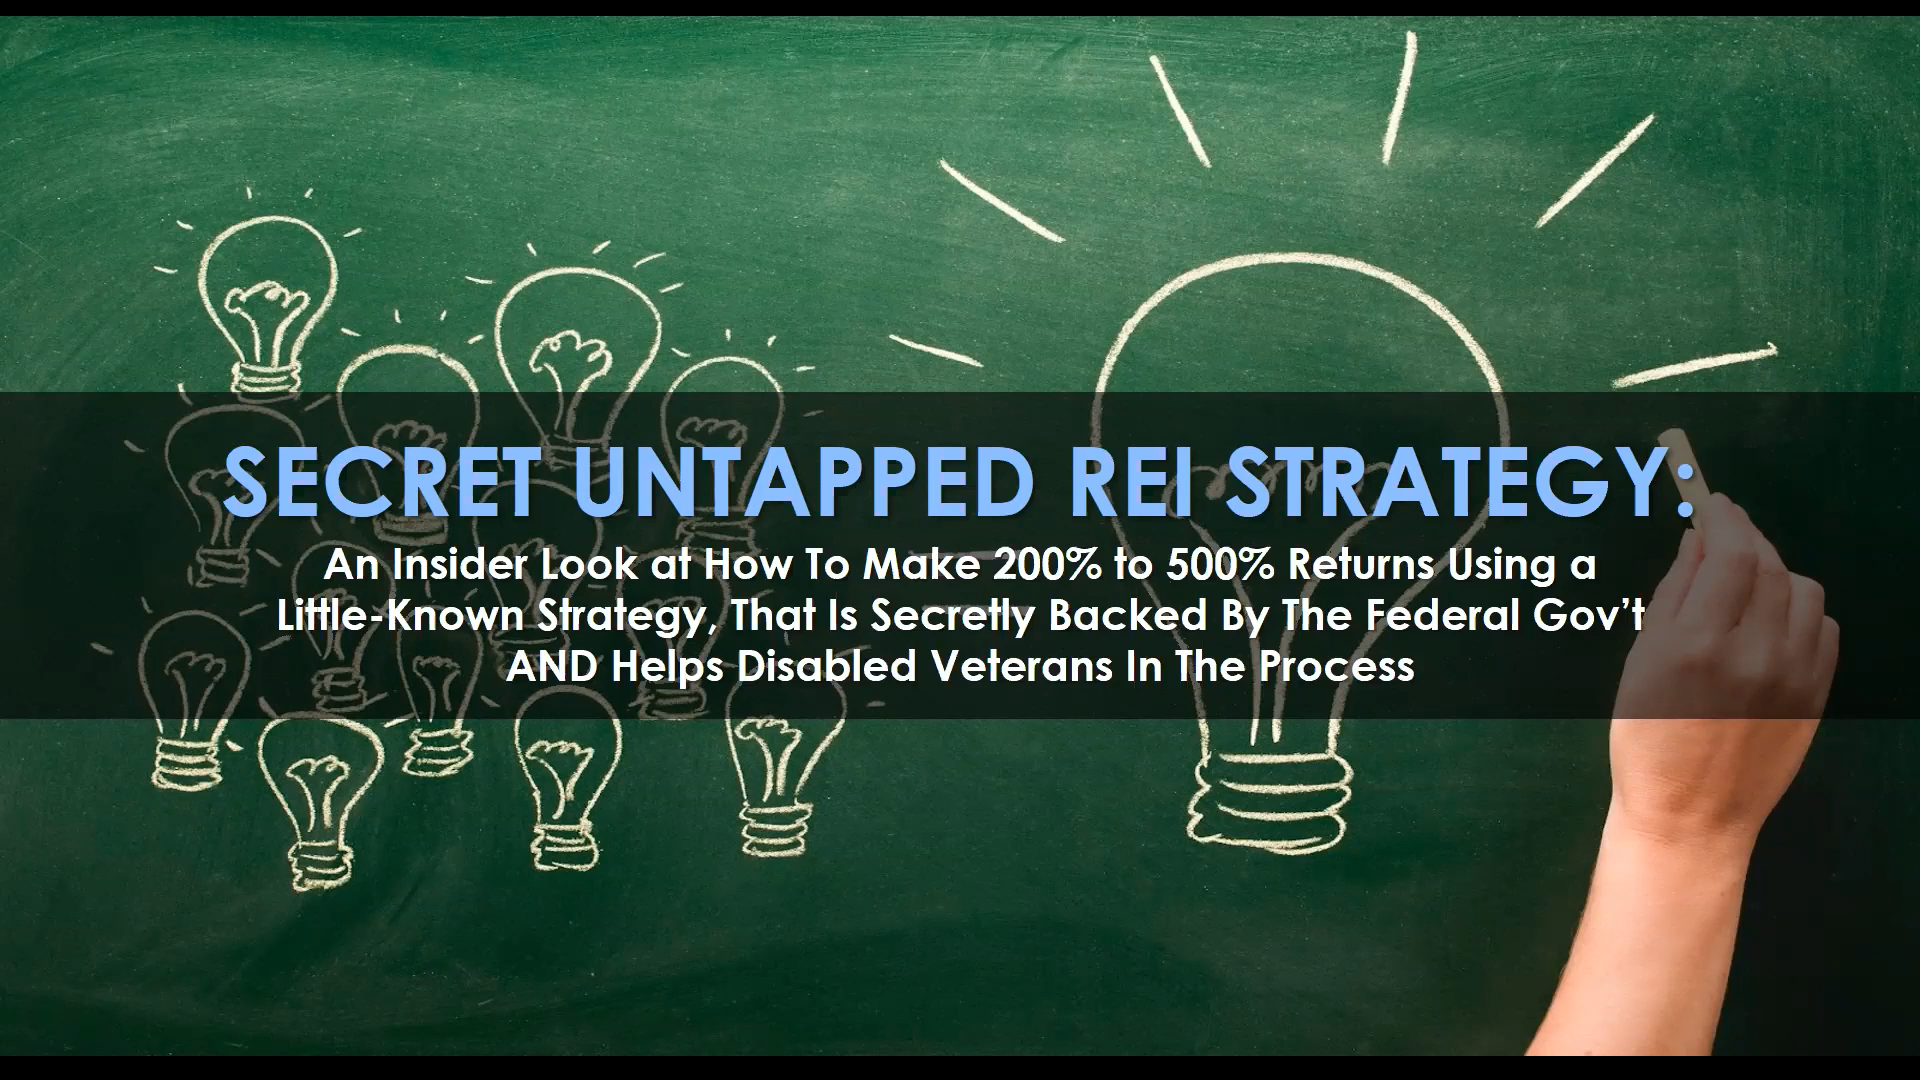 SECRET UNTAPPED REI STRATEGY:
An Insider Look at How To Make 200% to 500% Returns Using a
Little-Known Strategy, That Is Secretly Backed By The Federal Gov’t
AND Helps Disabled Veterans In The Process